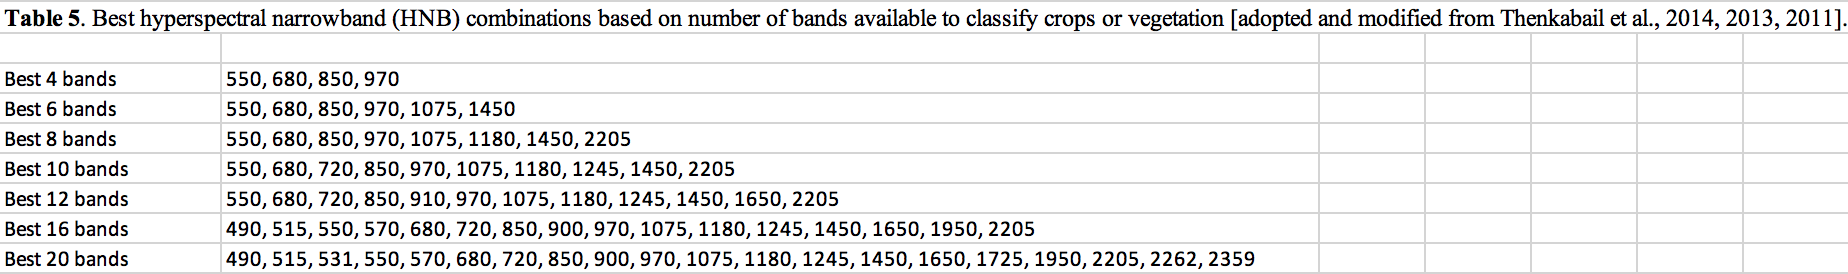 Table 5. Best hyperspectral narrowband (HNB) combinations based on number of bands available to classify crops or vegetation [adopted and modified from Thenkabail et al., 2014, 2013, 2011].
Best 4 bands 550, 680, 850, 970
Best 6 bands 550, 680, 850, 970, 1075, 1450
Best 8 bands 550, 680, 850, 970, 1075, 1180, 1450, 2205
Best 10 bands 550, 680, 720, 850, 970, 1075, 1180, 1245, 1450, 2205
Best 12 bands 550, 680, 720, 850, 910, 970, 1075, 1180, 1245, 1450, 1650, 2205
Best 16 bands 490, 515, 550, 570, 680, 720, 850, 900, 970, 1075, 1180, 1245, 1450, 1650, 1950, 2205
Best 20 bands 490, 515, 531, 550, 570, 680, 720, 850, 900, 970, 1075, 1180, 1245, 1450, 1650, 1725, 1950, 2205, 2262, 2359